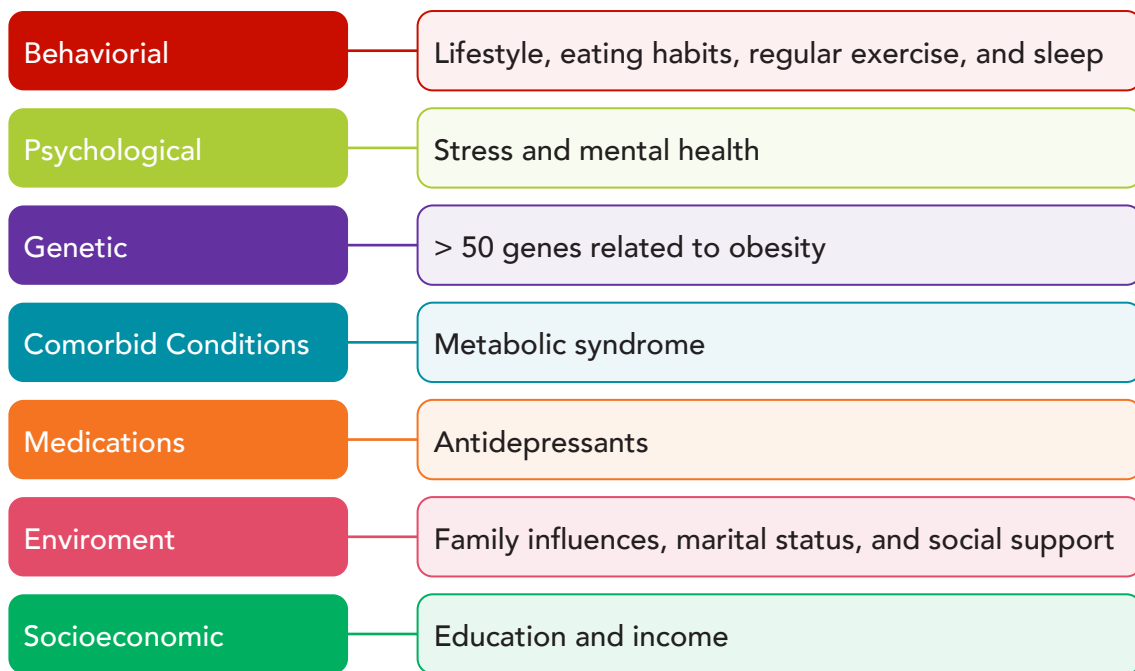 Behaviorial
Lifestyle, eating habits, regular exercise, and sleep
Psychological
Stress and mental health
Genetic
> 50 genes related to obesity
Comorbid Conditions
Metabolic syndrome
Medications
Antidepressants
Enviroment
Family influences, marital status, and social support
Socioeconomic
Education and income